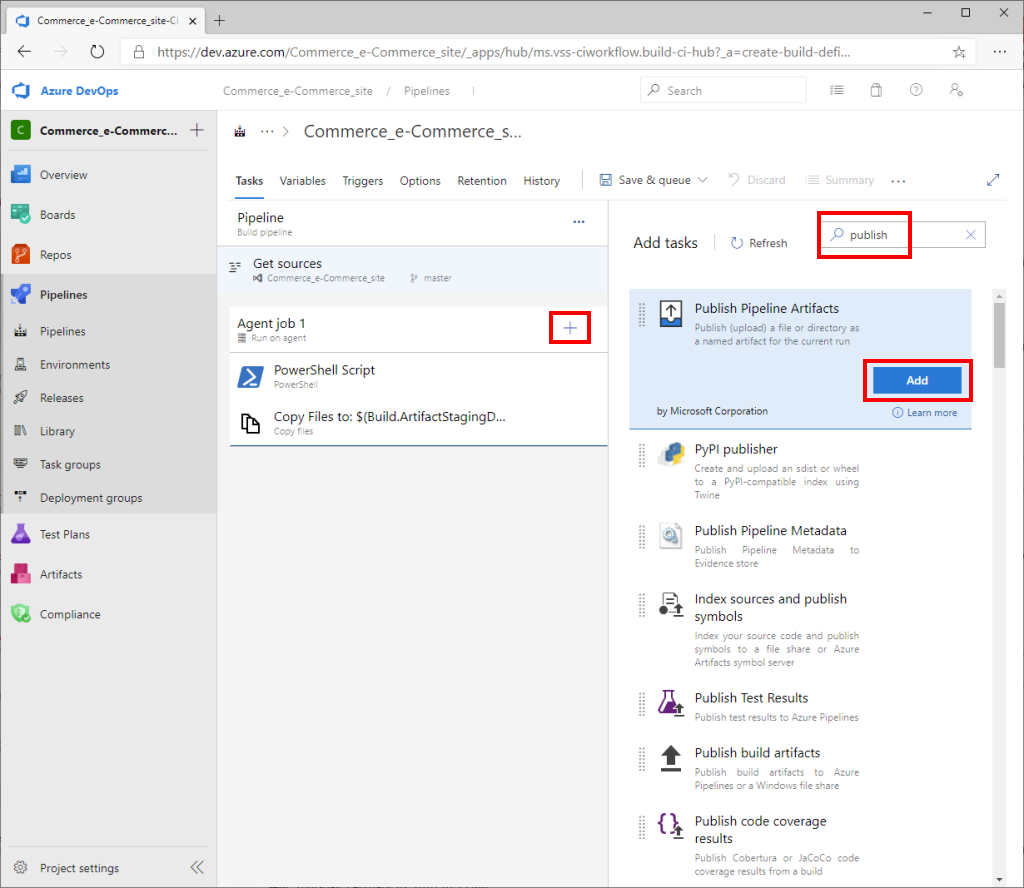 Commerce_e-Commerce_site-Cl
https://dev.azure.com/Commerce_e-Commerce_site/_apps/hub/ms.vss-ciworkflow.build-ci-hub?_a=create-build-defi...
Azure DevOps
Commerce_e-Commerce_site / Pipelines
Search
C
Commerce_e-Commerc...
Overview
Boards
Repos
Pipelines
Pipelines
Environments
Releases
Library
Task groups
Deployment groups
Test Plans
Artifacts
Compliance
Project settings
... > Commerce_e-Commerce_s...
Tasks Variables Triggers Options Retention History
Save & queue Discard Summary ...
Pipeline
Build pipeline
...
Get sources
Commerce_e-Commerce_site master
Agent job 1
Run on agent
PowerShell Script
PowerShell
Copy Files to: $(Build.ArtifactStagingD...
Copy files
Add tasks
Refresh
publish
Publish Pipeline Artifacts
Publish (upload) a file or directory as
a named artifact for the current run
Add
by Microsoft Corporation
Learn more
PyPI publisher
Create and upload an sdist or wheel
to a PyPI-compatible index using
Twine
Publish Pipeline Metadata
Publish Pipeline Metadata to
Evidence store
Index sources and publish
symbols
Index your source code and publish
symbols to a file share or Azure
Artifacts symbol server
Publish Test Results
Publish test results to Azure Pipelines
Publish build artifacts
Publish build artifacts to Azure
Pipelines or a Windows file share
Publish code coverage
results
Publish Cobertura or JaCoCo code
coverage results from a build